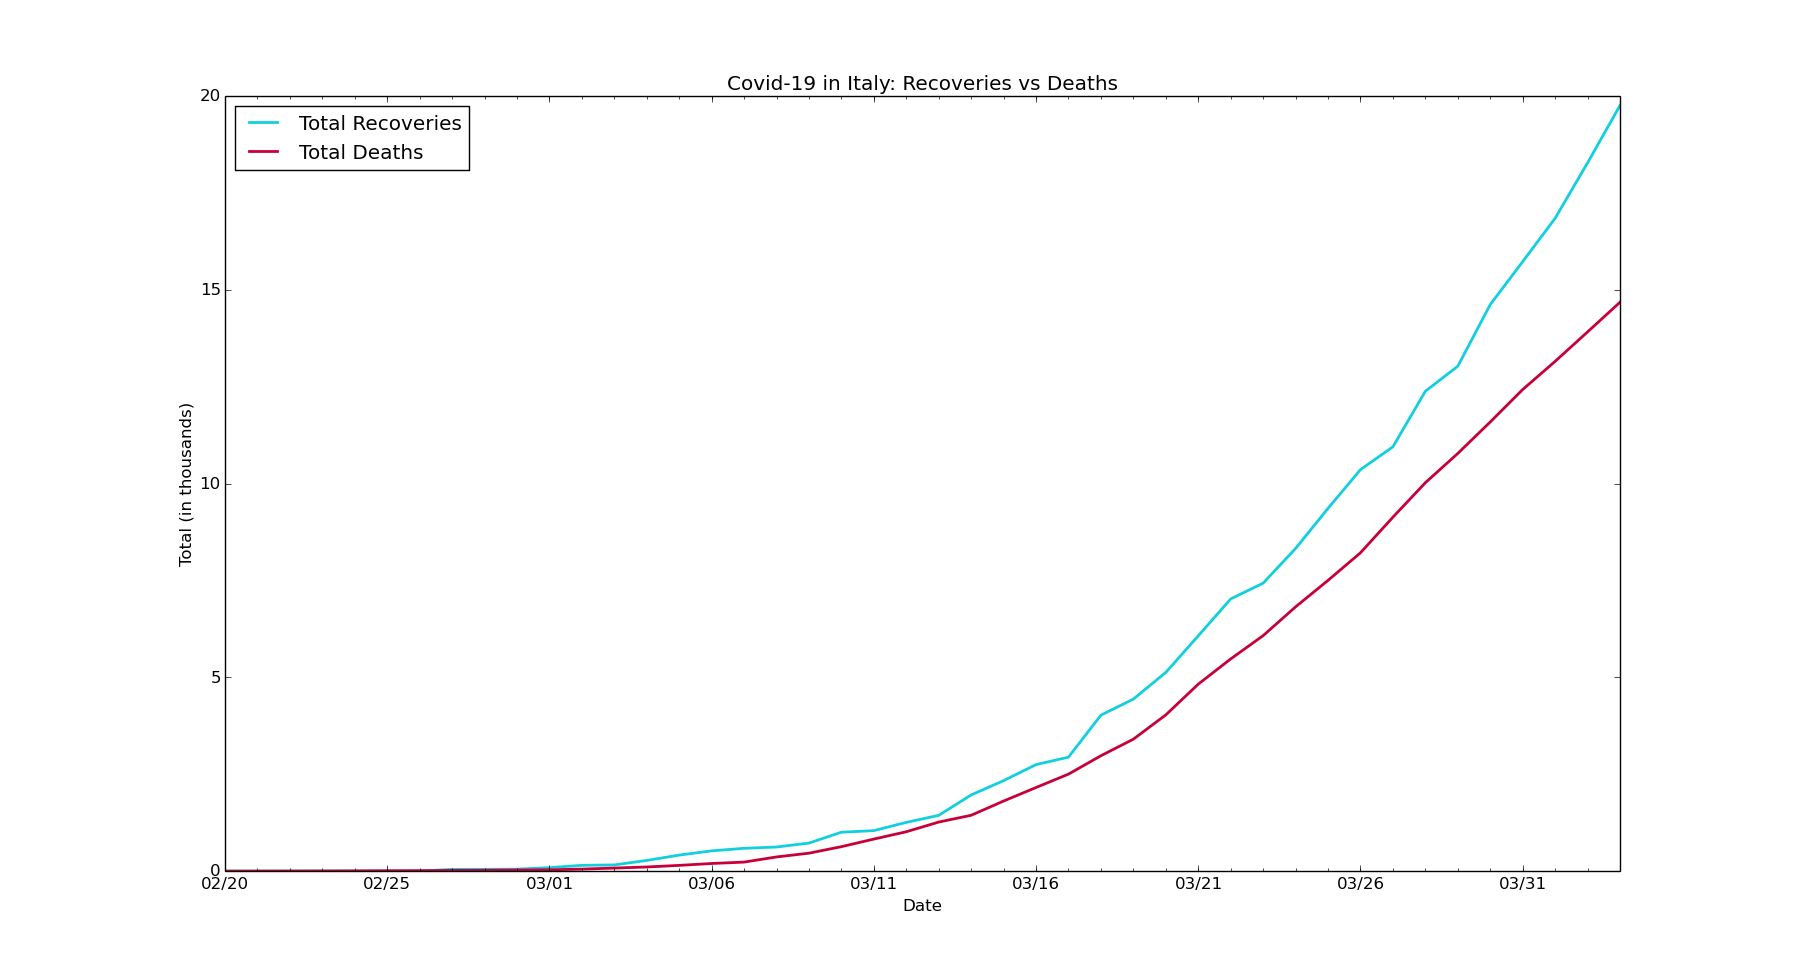 Covid-19 in Italy: Recoveries vs Deaths
20
Total Recoveries
Total Deaths
15
10
5
0
Total (in thousands)
02/20 02/25 03/01 03/06 03/11 03/16 03/21 03/26 03/31
Date